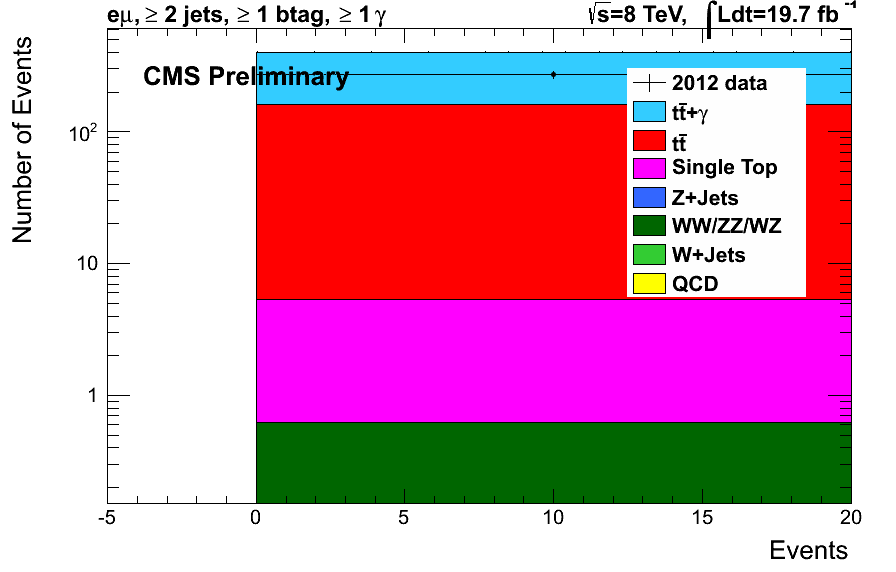 eμ, ≥ 2 jets, ≥ 1 btag, ≥ 1 γ √s=8 TeV, ∫Ldt=19.7 fb⁻¹
CMS Preliminary
Number of Events
10²
10
1
2012 data
tt̄+γ
tt̄
Single Top
Z+Jets
WW/ZZ/WZ
W+Jets
QCD
-5 0 5 10 15 20
Events